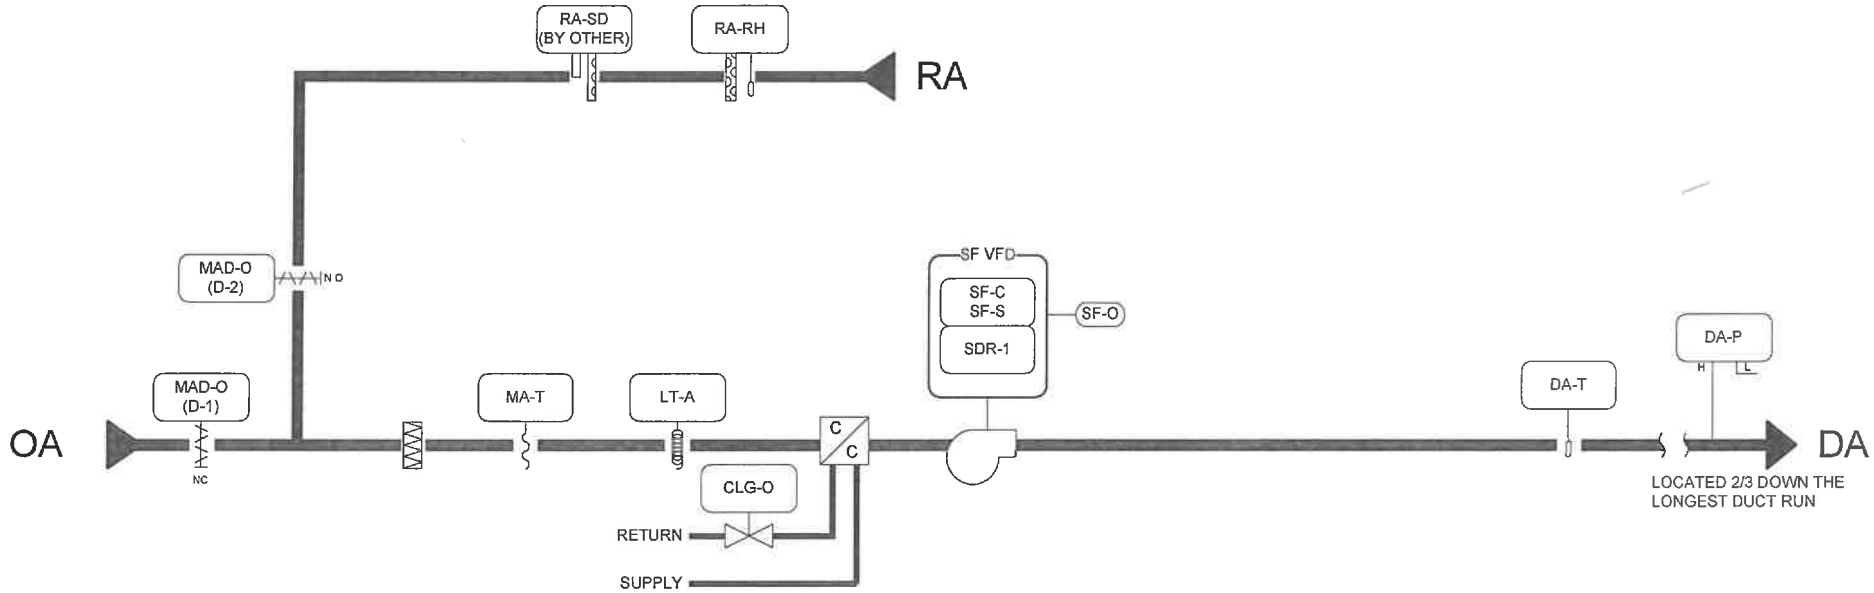 RA-SD
(BY OTHER)
RA-RH
RA
MAD-O
(D-2)
NO
SF VFD
SF-C
SF-S
SF-O
SDR-1
DA-P
H
L
MAD-O
(D-1)
NC
MA-T
LT-A
DA-T
OA
C
C
DA
CLG-O
LOCATED 2/3 DOWN THE
LONGEST DUCT RUN
RETURN
SUPPLY